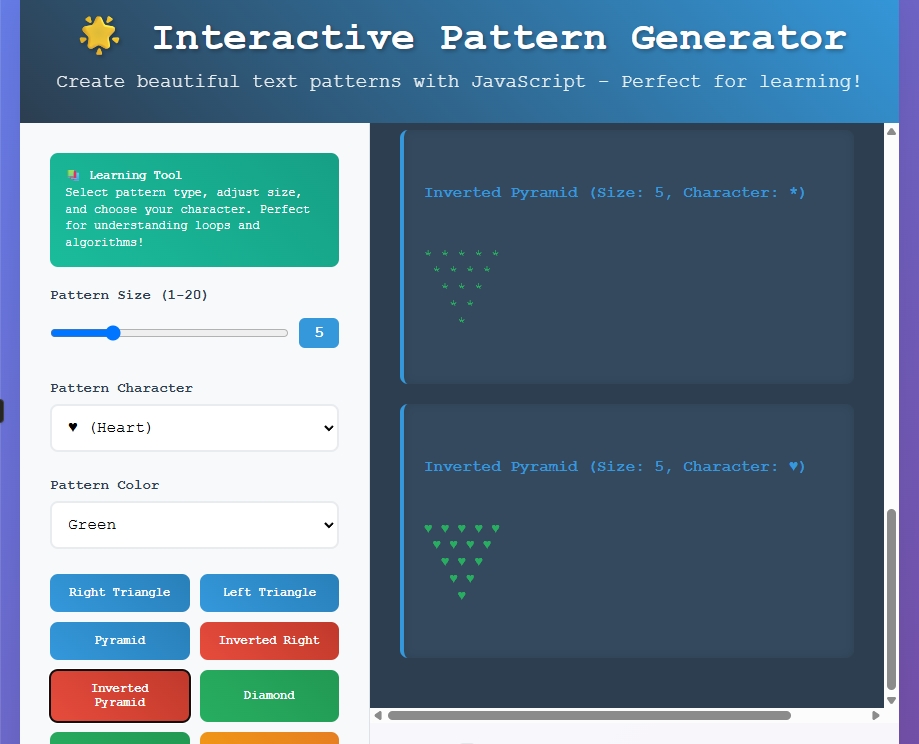 Interactive Pattern Generator
Create beautiful text patterns with JavaScript - Perfect for learning!
Learning Tool
Select pattern type, adjust size,
and choose your character. Perfect
for understanding loops and
algorithms!
Pattern Size (1-20)
5
Pattern Character
♥ (Heart)
Pattern Color
Green
Right Triangle
Left Triangle
Pyramid
Inverted Right
Inverted
Pyramid
Diamond
Inverted Pyramid (Size: 5, Character: *)
* * * * *
* * * *
* * *
* *
*
Inverted Pyramid (Size: 5, Character: ♥)
♥ ♥ ♥ ♥ ♥
♥ ♥ ♥ ♥
♥ ♥ ♥
♥ ♥
♥